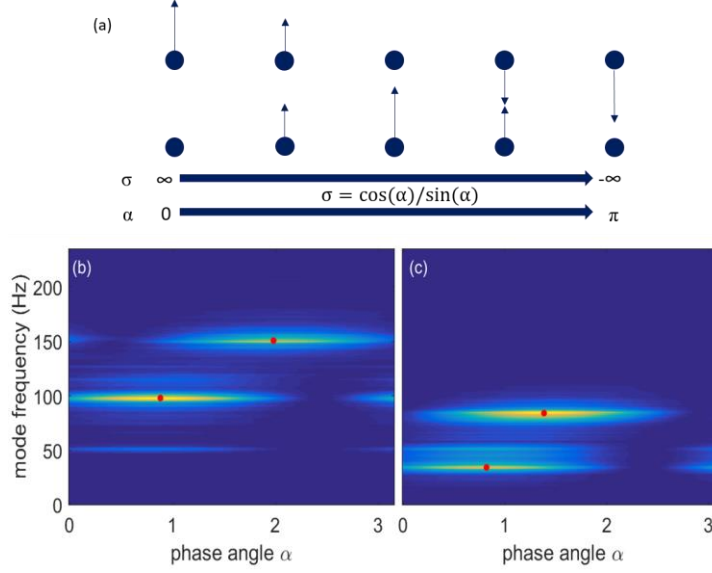 (a)
σ ∞ -∞
σ = cos(α)/sin(α)
α 0 π
(b) (c)
mode frequency (Hz)
200
150
100
50
0
0 1 2 3 0 1 2 3
phase angle α phase angle α